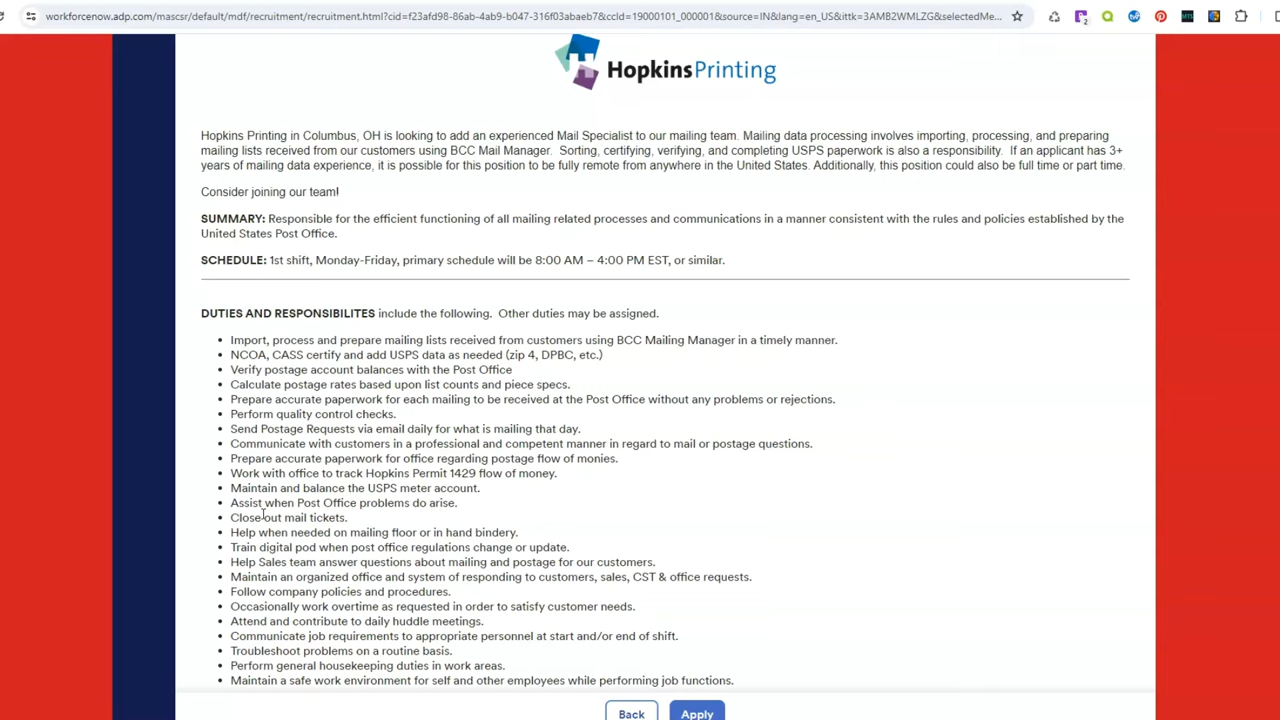 workforcenow.adp.com/mascsr/default/mdf/recruitment/recruitment.html?cid=f23afd98-86ab-4ab9-b047-316f03abaeb7&ccId=19000101_000001&source=IN&lang=en_US&ittk=3AMB2WMLZG&selectedMe...
2
HopkinsPrinting
Hopkins Printing in Columbus, OH is looking to add an experienced Mail Specialist to our mailing team. Mailing data processing involves importing, processing, and preparing
mailing lists received from our customers using BCC Mail Manager.  Sorting, certifying, verifying, and completing USPS paperwork is also a responsibility.  If an applicant has 3+
years of mailing data experience, it is possible for this position to be fully remote from anywhere in the United States. Additionally, this position could also be full time or part time.
Consider joining our team!
SUMMARY: Responsible for the efficient functioning of all mailing related processes and communications in a manner consistent with the rules and policies established by the
United States Post Office.
SCHEDULE: 1st shift, Monday-Friday, primary schedule will be 8:00 AM – 4:00 PM EST, or similar.
DUTIES AND RESPONSIBILITES include the following.  Other duties may be assigned.
• Import, process and prepare mailing lists received from customers using BCC Mailing Manager in a timely manner.
• NCOA, CASS certify and add USPS data as needed (zip 4, DPBC, etc.)
• Verify postage account balances with the Post Office
• Calculate postage rates based upon list counts and piece specs.
• Prepare accurate paperwork for each mailing to be received at the Post Office without any problems or rejections.
• Perform quality control checks.
• Send Postage Requests via email daily for what is mailing that day.
• Communicate with customers in a professional and competent manner in regard to mail or postage questions.
• Prepare accurate paperwork for office regarding postage flow of monies.
• Work with office to track Hopkins Permit 1429 flow of money.
• Maintain and balance the USPS meter account.
• Assist when Post Office problems do arise.
• Close out mail tickets.
• Help when needed on mailing floor or in hand bindery.
• Train digital pod when post office regulations change or update.
• Help Sales team answer questions about mailing and postage for our customers.
• Maintain an organized office and system of responding to customers, sales, CST & office requests.
• Follow company policies and procedures.
• Occasionally work overtime as requested in order to satisfy customer needs.
• Attend and contribute to daily huddle meetings.
• Communicate job requirements to appropriate personnel at start and/or end of shift.
• Troubleshoot problems on a routine basis.
• Perform general housekeeping duties in work areas.
• Maintain a safe work environment for self and other employees while performing job functions.
Back
Apply